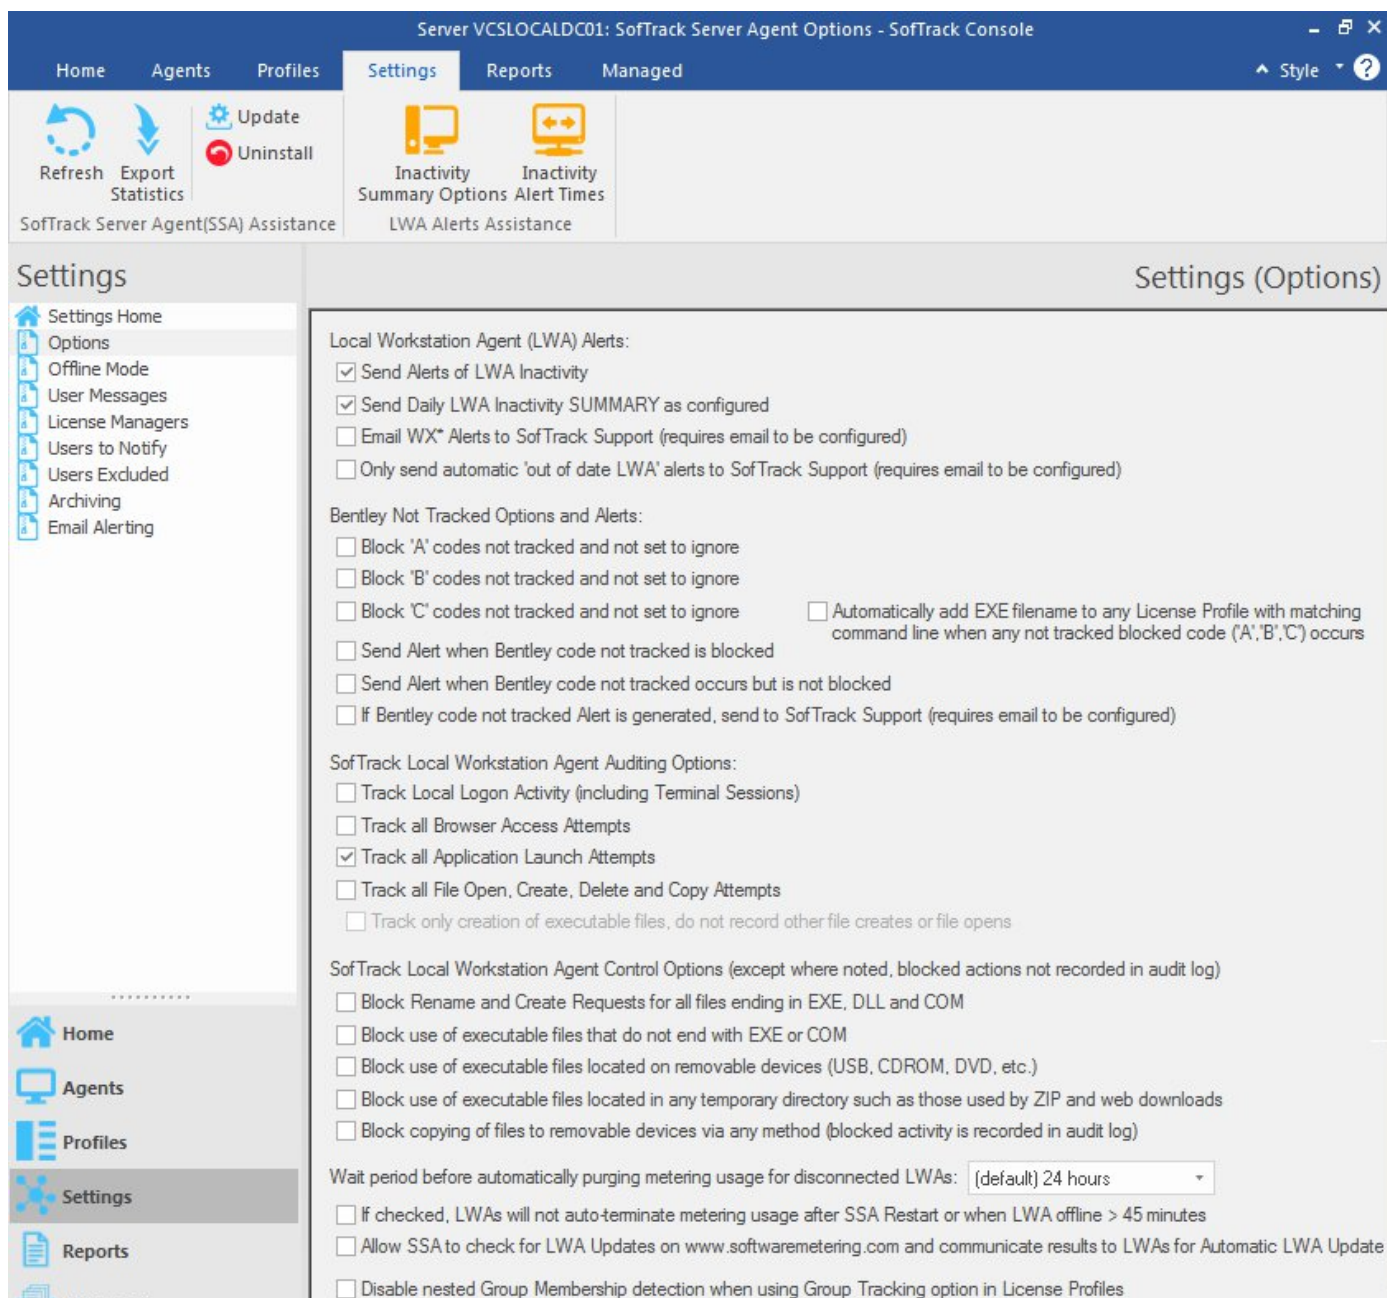 Server VCSLOCALDC01: SofTrack Server Agent Options - SofTrack Console
Home Agents Profiles Settings Reports Managed Style
Refresh
Export
Statistics
Update
Uninstall
SofTrack Server Agent(SSA) Assistance
Inactivity
Summary Options
Inactivity
Alert Times
LWA Alerts Assistance
Settings
Settings Home
Options
Offline Mode
User Messages
License Managers
Users to Notify
Users Excluded
Archiving
Email Alerting
Home
Agents
Profiles
Settings
Reports
Settings (Options)
Local Workstation Agent (LWA) Alerts:
Send Alerts of LWA Inactivity
Send Daily LWA Inactivity SUMMARY as configured
Email WX* Alerts to SofTrack Support (requires email to be configured)
Only send automatic 'out of date LWA' alerts to SofTrack Support (requires email to be configured)
Bentley Not Tracked Options and Alerts:
Block 'A' codes not tracked and not set to ignore
Block 'B' codes not tracked and not set to ignore
Block 'C' codes not tracked and not set to ignore
Automatically add EXE filename to any License Profile with matching
command line when any not tracked blocked code ('A','B','C') occurs
Send Alert when Bentley code not tracked is blocked
Send Alert when Bentley code not tracked occurs but is not blocked
If Bentley code not tracked Alert is generated, send to SofTrack Support (requires email to be configured)
SofTrack Local Workstation Agent Auditing Options:
Track Local Logon Activity (including Terminal Sessions)
Track all Browser Access Attempts
Track all Application Launch Attempts
Track all File Open, Create, Delete and Copy Attempts
Track only creation of executable files, do not record other file creates or file opens
SofTrack Local Workstation Agent Control Options (except where noted, blocked actions not recorded in audit log)
Block Rename and Create Requests for all files ending in EXE, DLL and COM
Block use of executable files that do not end with EXE or COM
Block use of executable files located on removable devices (USB, CDROM, DVD, etc.)
Block use of executable files located in any temporary directory such as those used by ZIP and web downloads
Block copying of files to removable devices via any method (blocked activity is recorded in audit log)
Wait period before automatically purging metering usage for disconnected LWAs: (default) 24 hours
If checked, LWAs will not auto-terminate metering usage after SSA Restart or when LWA offline > 45 minutes
Allow SSA to check for LWA Updates on www.softwaremetering.com and communicate results to LWAs for Automatic LWA Update
Disable nested Group Membership detection when using Group Tracking option in License Profiles